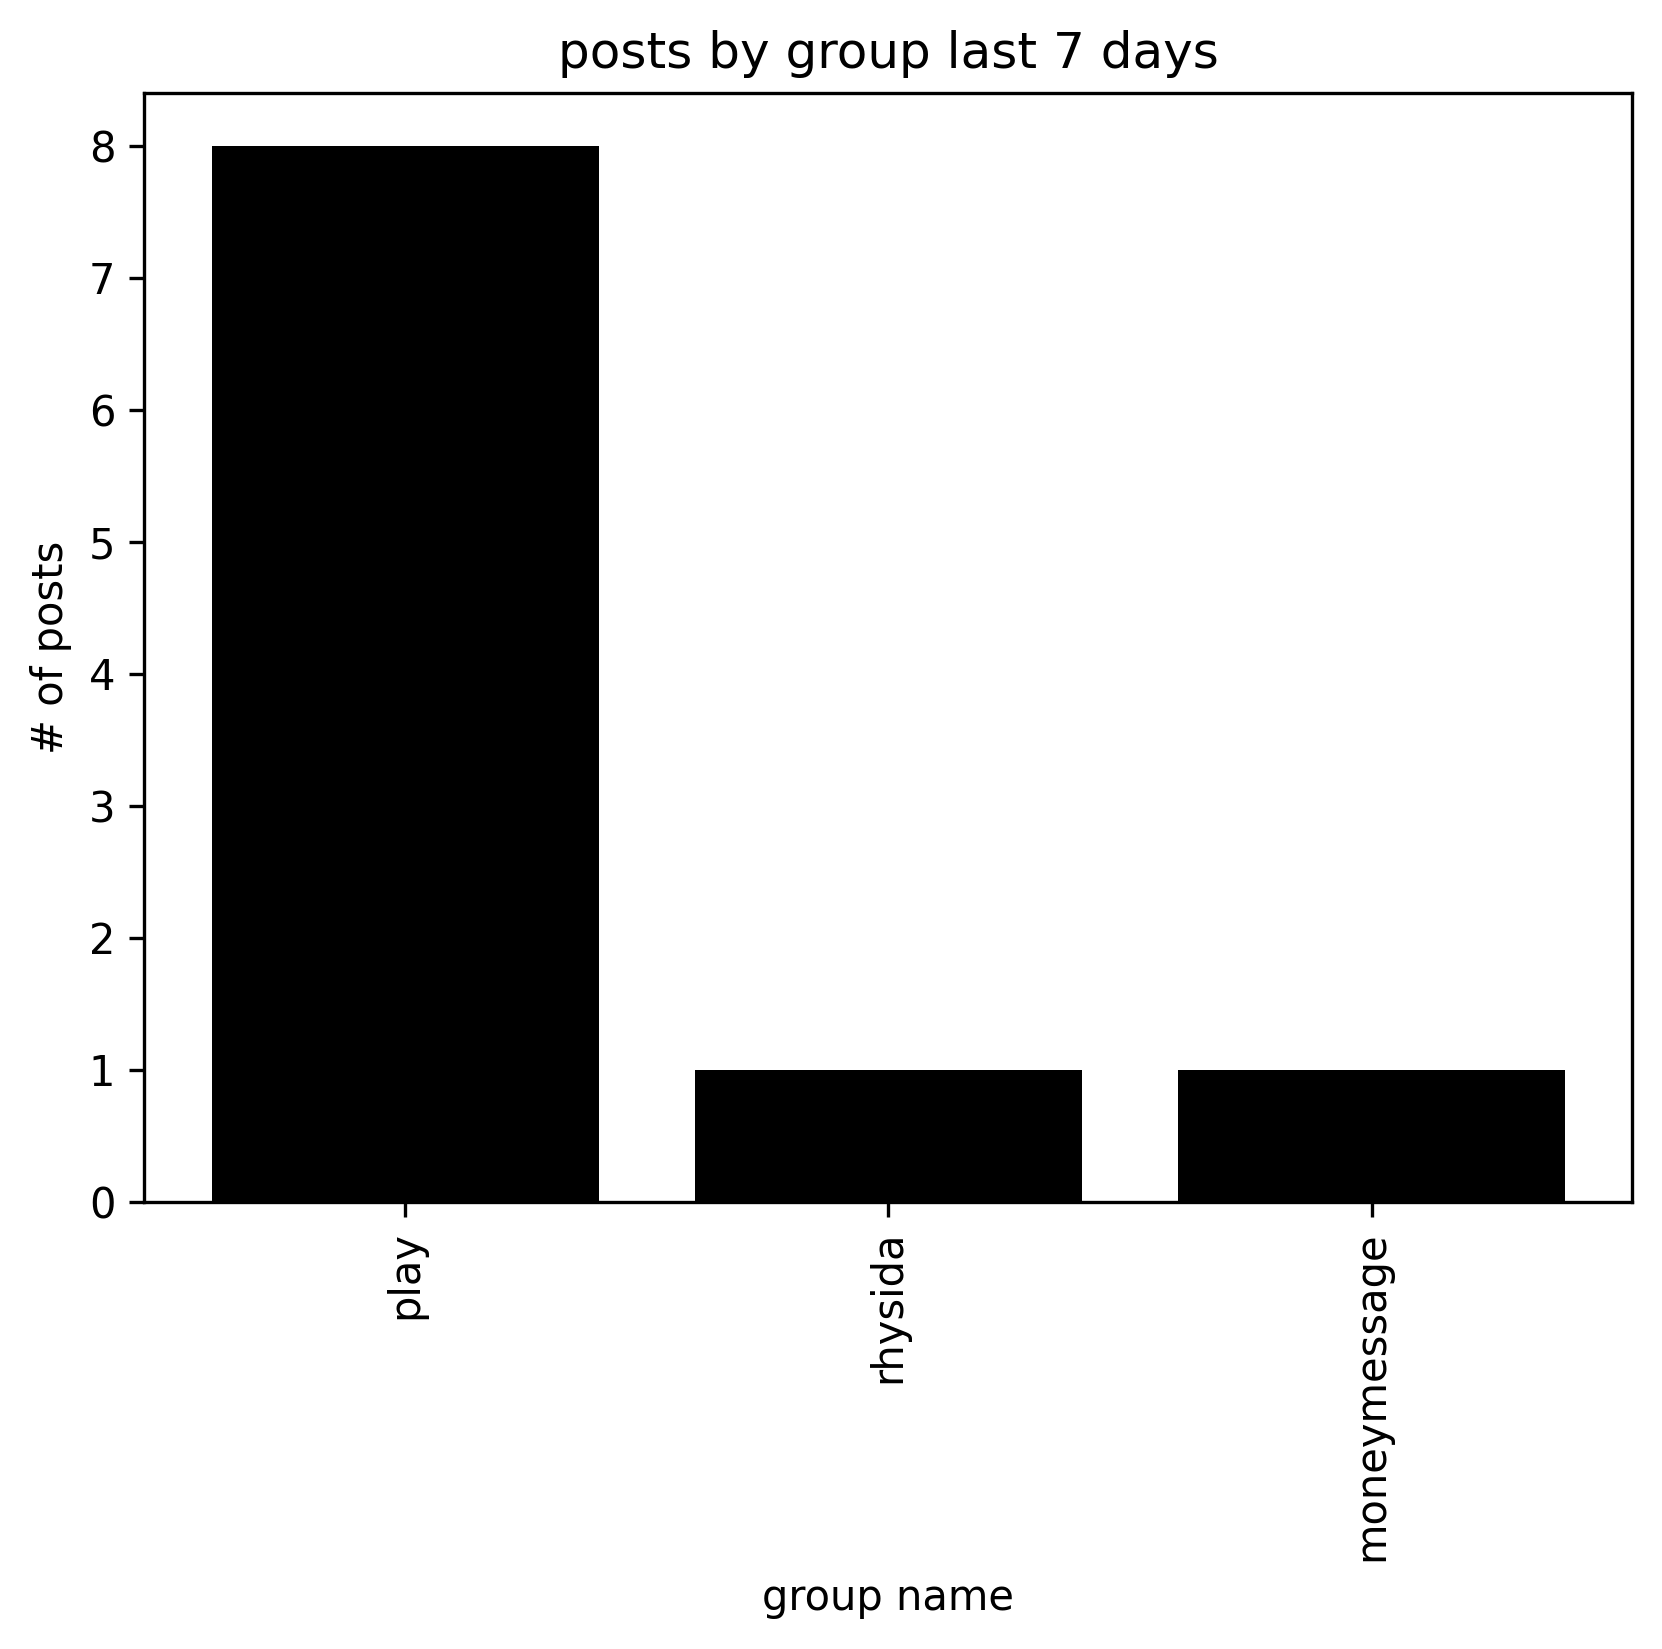 posts by group last 7 days
8
7
6
5
4
3
2
1
0
# of posts
play
rhysida
moneymessage
group name